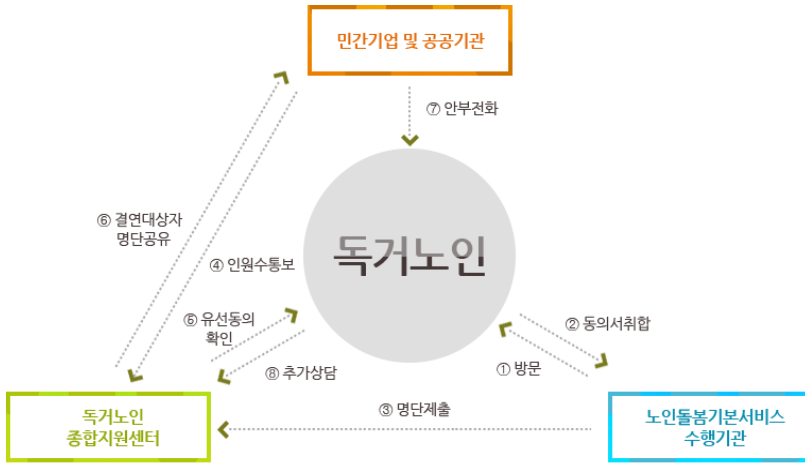 민간기업 및 공공기관
⑦ 안부전화
⑥ 결연대상자
명단공유
④ 인원수통보
독거노인
⑥ 유선동의
확인
② 동의서취합
① 방문
⑧ 추가상담
③ 명단제출
독거노인
종합지원센터
노인돌봄기본서비스
수행기관